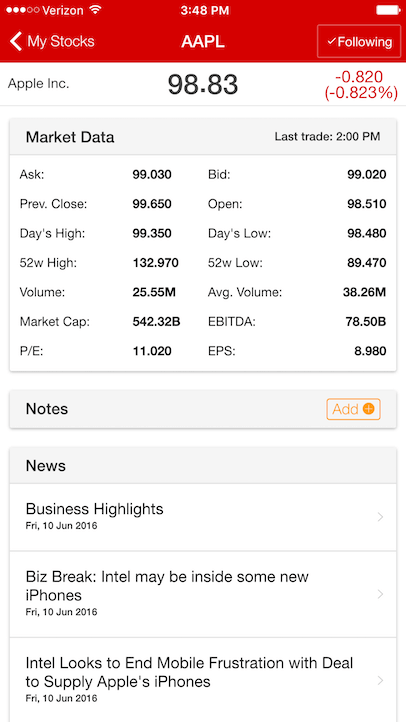 Verizon 3:48 PM
My Stocks AAPL Following
Apple Inc. 98.83 -0.820
(-0.823%)
Market Data Last trade: 2:00 PM
Ask: 99.030 Bid: 99.020
Prev. Close: 99.650 Open: 98.510
Day's High: 99.350 Day's Low: 98.480
52w High: 132.970 52w Low: 89.470
Volume: 25.55M Avg. Volume: 38.26M
Market Cap: 542.32B EBITDA: 78.50B
P/E: 11.020 EPS: 8.980
Notes Add
News
Business Highlights
Fri, 10 Jun 2016
Biz Break: Intel may be inside some new
iPhones
Fri, 10 Jun 2016
Intel Looks to End Mobile Frustration with Deal
to Supply Apple's iPhones
Fri, 10 Jun 2016